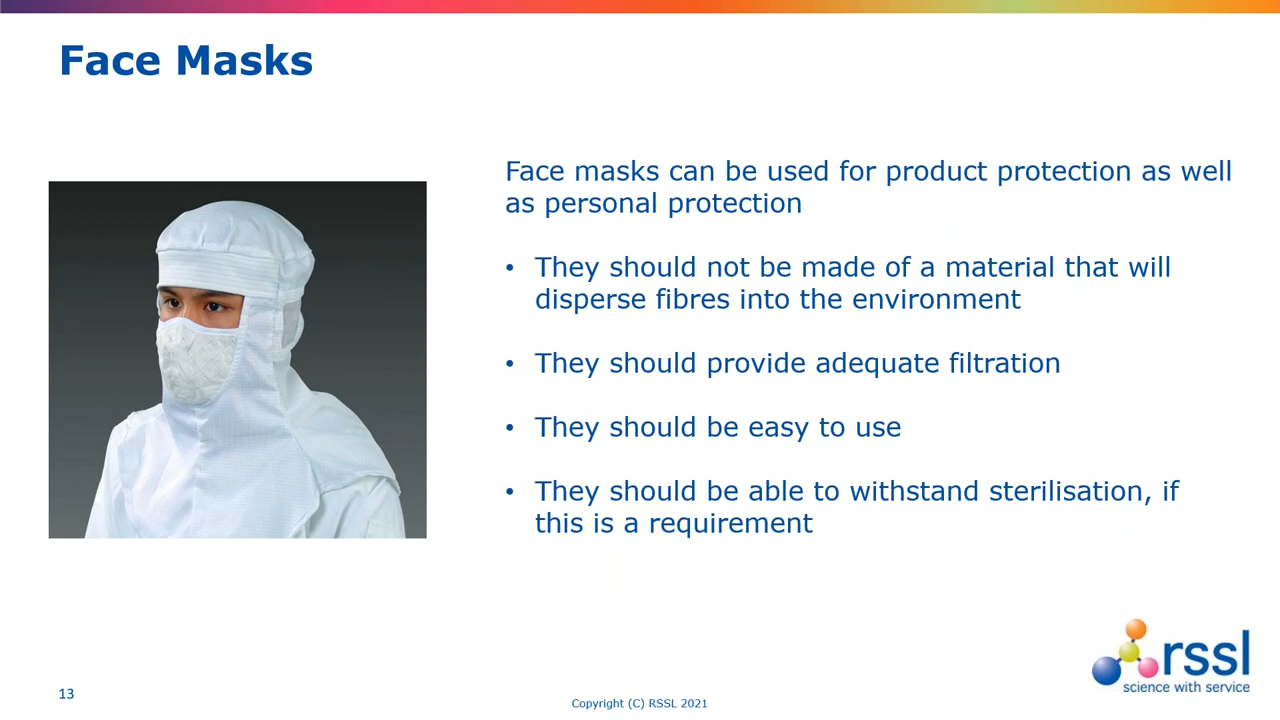 Face Masks
Face masks can be used for product protection as well
as personal protection
• They should not be made of a material that will
disperse fibres into the environment
• They should provide adequate filtration
• They should be easy to use
• They should be able to withstand sterilisation, if
this is a requirement
rssl
science with service
13
Copyright (C) RSSL 2021